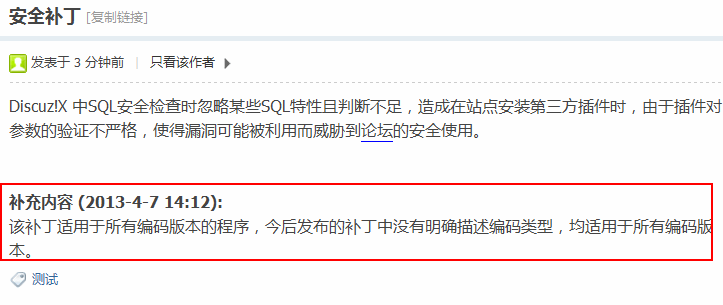 安全补丁 [复制链接]
发表于 3 分钟前 | 只看该作者
Discuz!X 中SQL安全检查时忽略某些SQL特性且判断不足，造成在站点安装第三方插件时，由于插件对
参数的验证不严格，使得漏洞可能被利用而威胁到论坛的安全使用。
补充内容 (2013-4-7 14:12):
该补丁适用于所有编码版本的程序，今后发布的补丁中没有明确描述编码类型，均适用于所有编码版
本。
测试